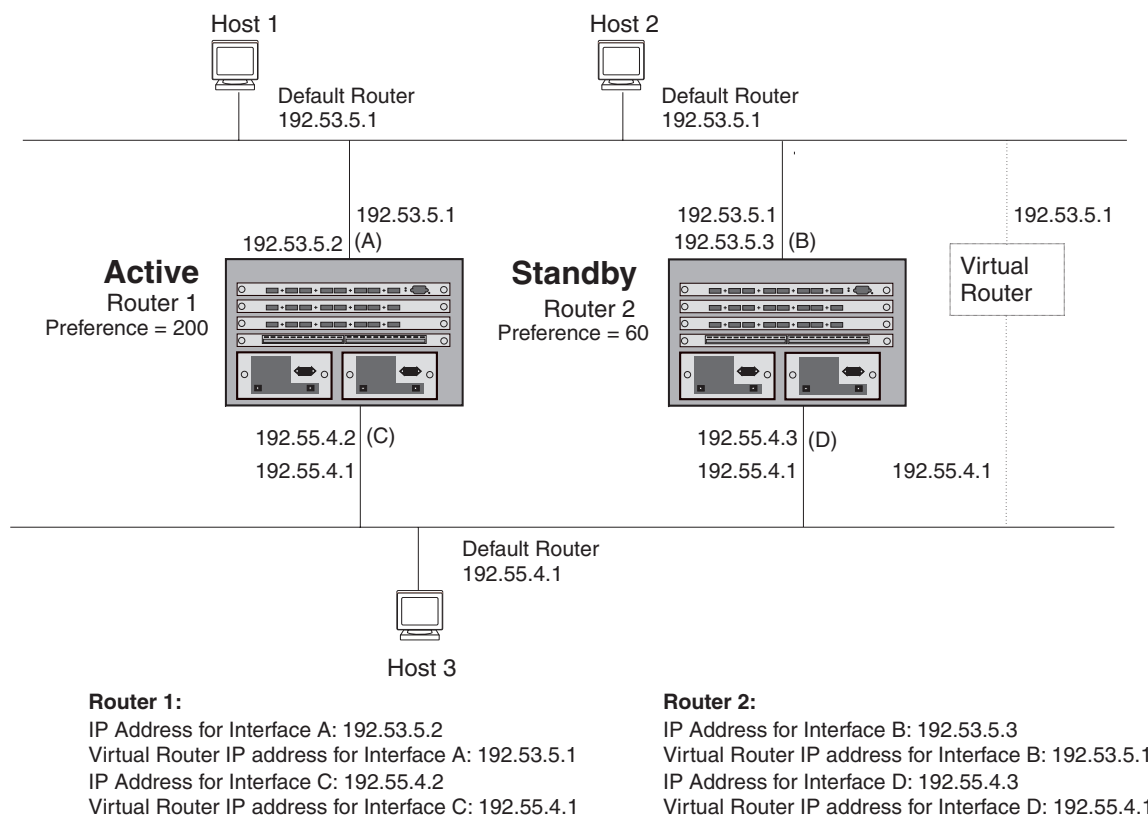 Host 1
Host 2
Default Router
192.53.5.1
Default Router
192.53.5.1
192.53.5.1
192.53.5.2 (A)
192.53.5.1
192.53.5.3 (B)
192.53.5.1
Active
Router 1
Preference = 200
Standby
Router 2
Preference = 60
Virtual
Router
192.55.4.2 (C)
192.55.4.1
192.55.4.3 (D)
192.55.4.1
192.55.4.1
Default Router
192.55.4.1
Host 3
Router 1:
IP Address for Interface A: 192.53.5.2
Virtual Router IP address for Interface A: 192.53.5.1
IP Address for Interface C: 192.55.4.2
Virtual Router IP address for Interface C: 192.55.4.1
Router 2:
IP Address for Interface B: 192.53.5.3
Virtual Router IP address for Interface B: 192.53.5.1
IP Address for Interface D: 192.55.4.3
Virtual Router IP address for Interface D: 192.55.4.1